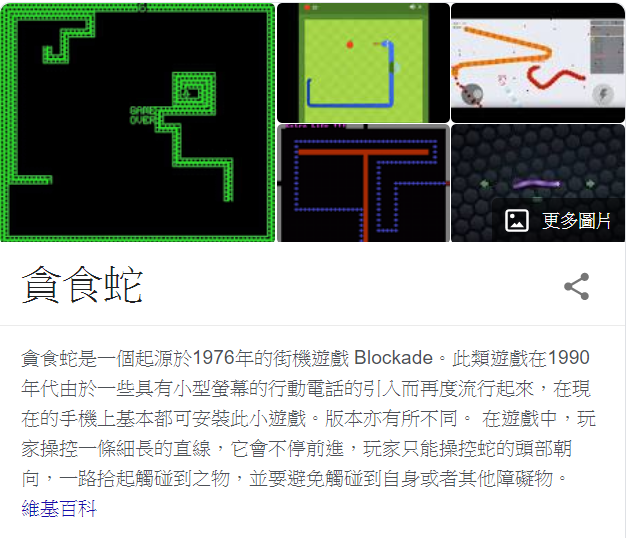 GAME
OVER
更多圖片
貪食蛇
貪食蛇是一個起源於1976年的街機遊戲 Blockade。此類遊戲在1990
年代由於一些具有小型螢幕的行動電話的引入而再度流行起來，在現
在的手機上基本都可安裝此小遊戲。版本亦有所不同。 在遊戲中，玩
家操控一條細長的直線，它會不停前進，玩家只能操控蛇的頭部朝
向，一路拾起觸碰到之物，並要避免觸碰到自身或者其他障礙物。
維基百科